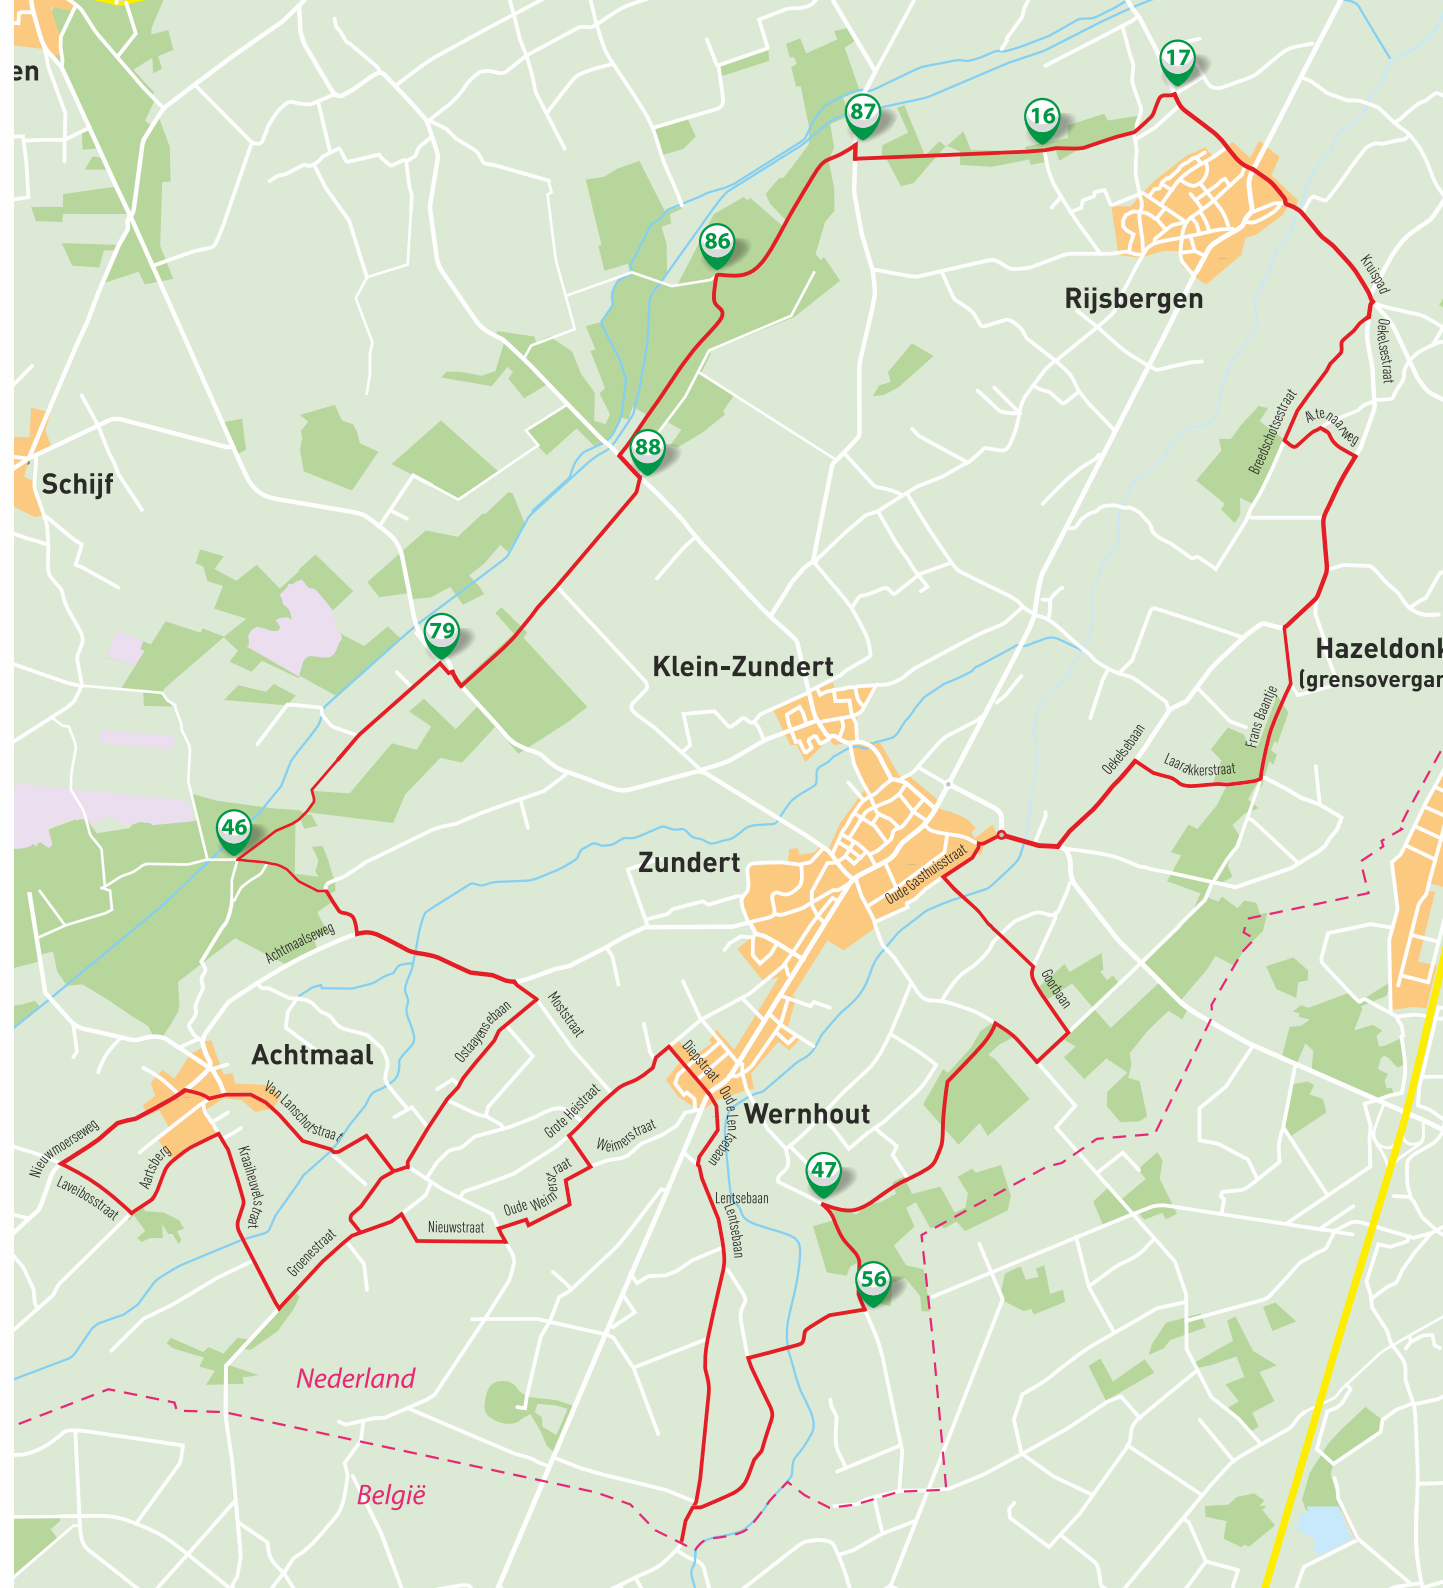 en
17
87
16
86
Rijsbergen
Kruispad
Oekelsestraat
Breedschotsestraat
Altenaarweg
88
Schijf
79
Klein-Zundert
Hazeldonk
(grensovergan
Frans Baantje
Oekelsebaan
Laarakkerstraat
46
Zundert
Oude Gasthuisstraat
Achtmaalseweg
Goorbaan
Moststraat
Ostaayensebaan
Achtmaal
Diepstraat
Van Lanschotstraat
Oude Lentsebaan
Wernhout
Grote Heistraat
Weimerstraat
Nieuwmoerseweg
Aartsberg
Kraaiheuvelstraat
Laveibosstraat
47
Oude Weimerstraat
Lentsebaan
Lentsebaan
Nieuwstraat
Groenestraat
56
Nederland
België